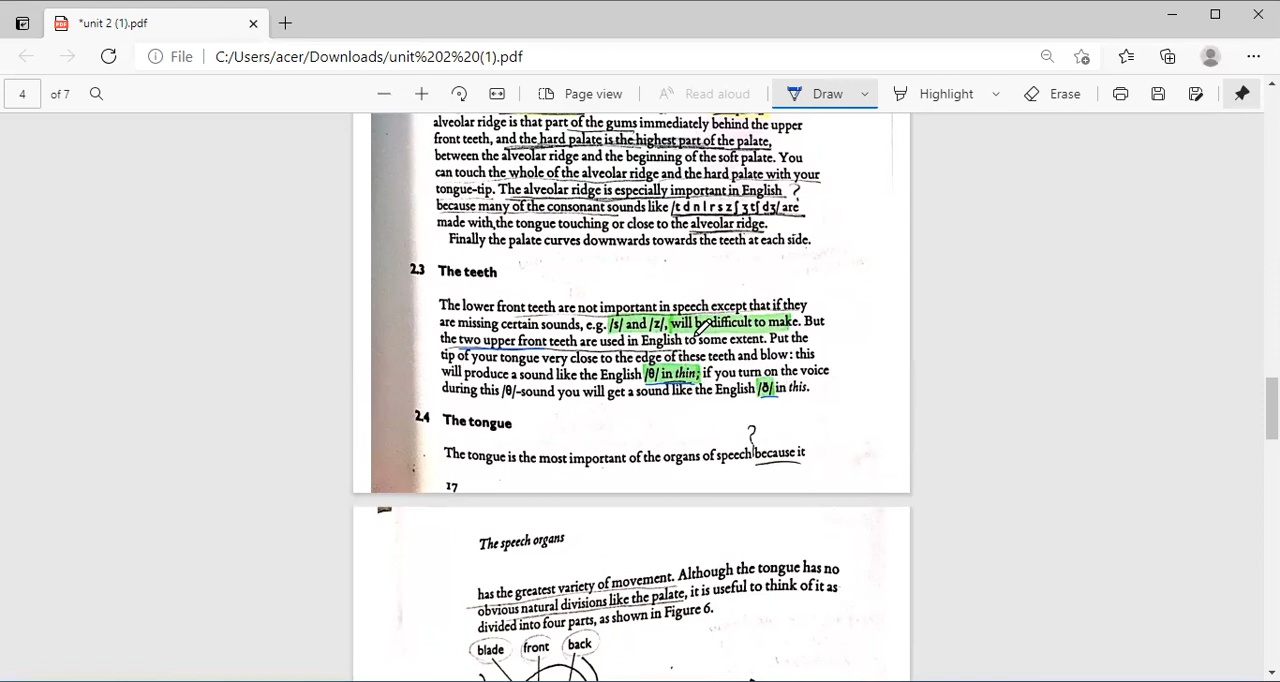 *unit 2 (1).pdf
File C:/Users/acer/Downloads/unit%202%20(1).pdf
4 of 7 Page view Read aloud Draw Highlight Erase
alveolar ridge is that part of the gums immediately behind the upper
front teeth, and the hard palate is the highest part of the palate,
between the alveolar ridge and the beginning of the soft palate. You
can touch the whole of the alveolar ridge and the hard palate with your
tongue-tip. The alveolar ridge is especially important in English ?
because many of the consonant sounds like /t d n l r s z ʃ ʒ tʃ dʒ/ are
made with the tongue touching or close to the alveolar ridge.
Finally the palate curves downwards towards the teeth at each side.
2.3 The teeth
The lower front teeth are not important in speech except that if they
are missing certain sounds, e.g. /s/ and /z/, will be difficult to make. But
the two upper front teeth are used in English to some extent. Put the
tip of your tongue very close to the edge of these teeth and blow: this
will produce a sound like the English /θ/ in thin; if you turn on the voice
during this /θ/-sound you will get a sound like the English /ð/ in this.
2.4 The tongue
?
The tongue is the most important of the organs of speech because it
17
The speech organs
has the greatest variety of movement. Although the tongue has no
obvious natural divisions like the palate, it is useful to think of it as
divided into four parts, as shown in Figure 6.
blade front back